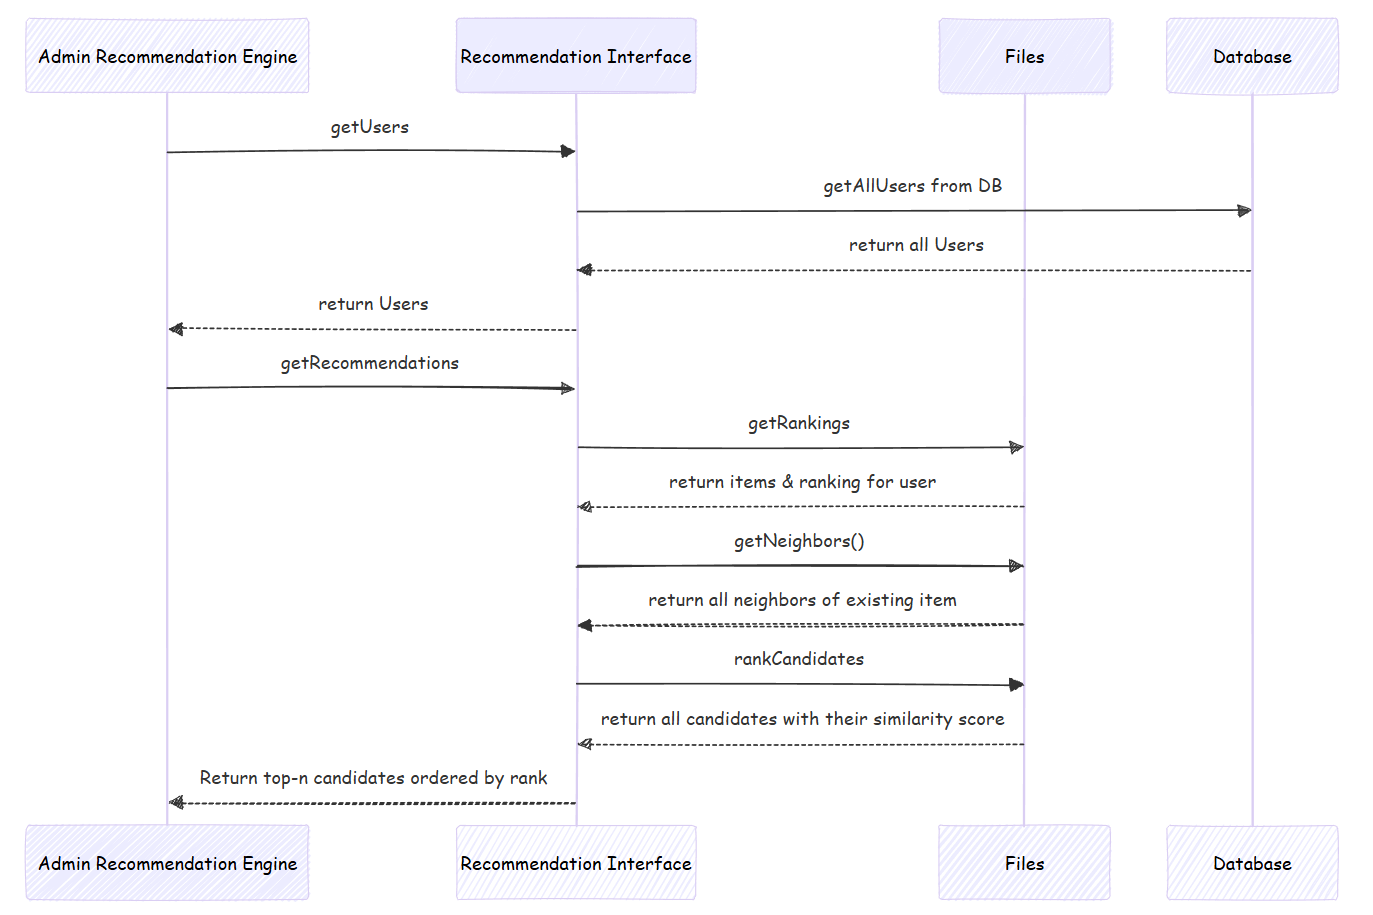 Admin Recommendation Engine
Recommendation Interface
Files
Database
getUsers
getAllUsers from DB
return all Users
return Users
getRecommendations
getRankings
return items & ranking for user
getNeighbors()
return all neighbors of existing item
rankCandidates
return all candidates with their similarity score
Return top-n candidates ordered by rank
Admin Recommendation Engine
Recommendation Interface
Files
Database